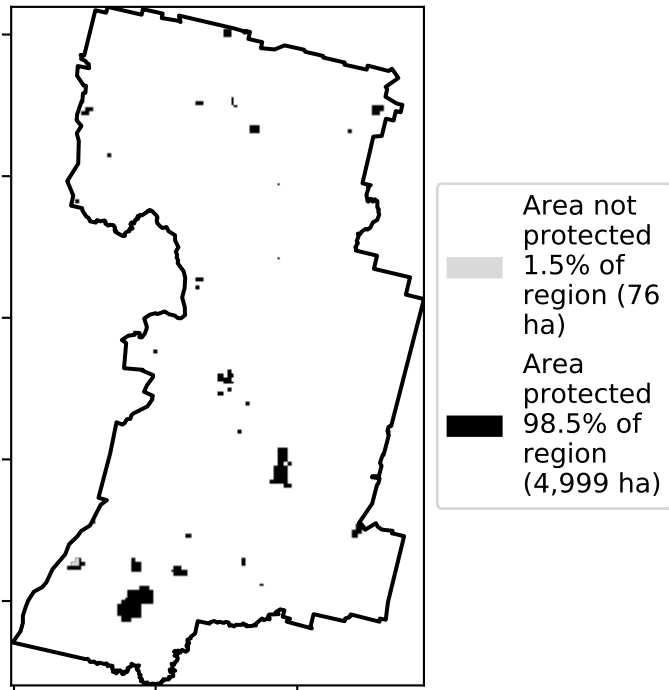 Area not
protected
1.5% of
region (76
ha)
Area
protected
98.5% of
region
(4,999 ha)